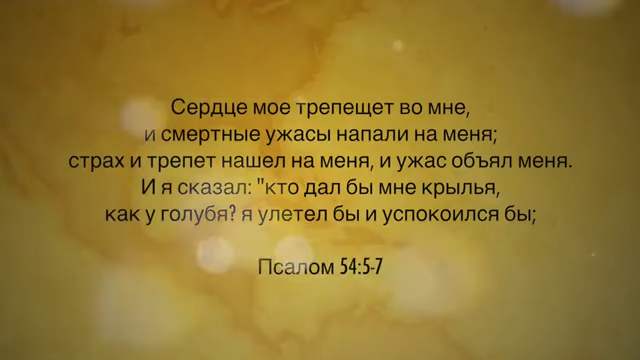 Сердце мое трепещет во мне,
и смертные ужасы напали на меня;
страх и трепет нашел на меня, и ужас объял меня.
И я сказал: "кто дал бы мне крылья,
как у голубя? я улетел бы и успокоился бы;
Псалом 54:5-7